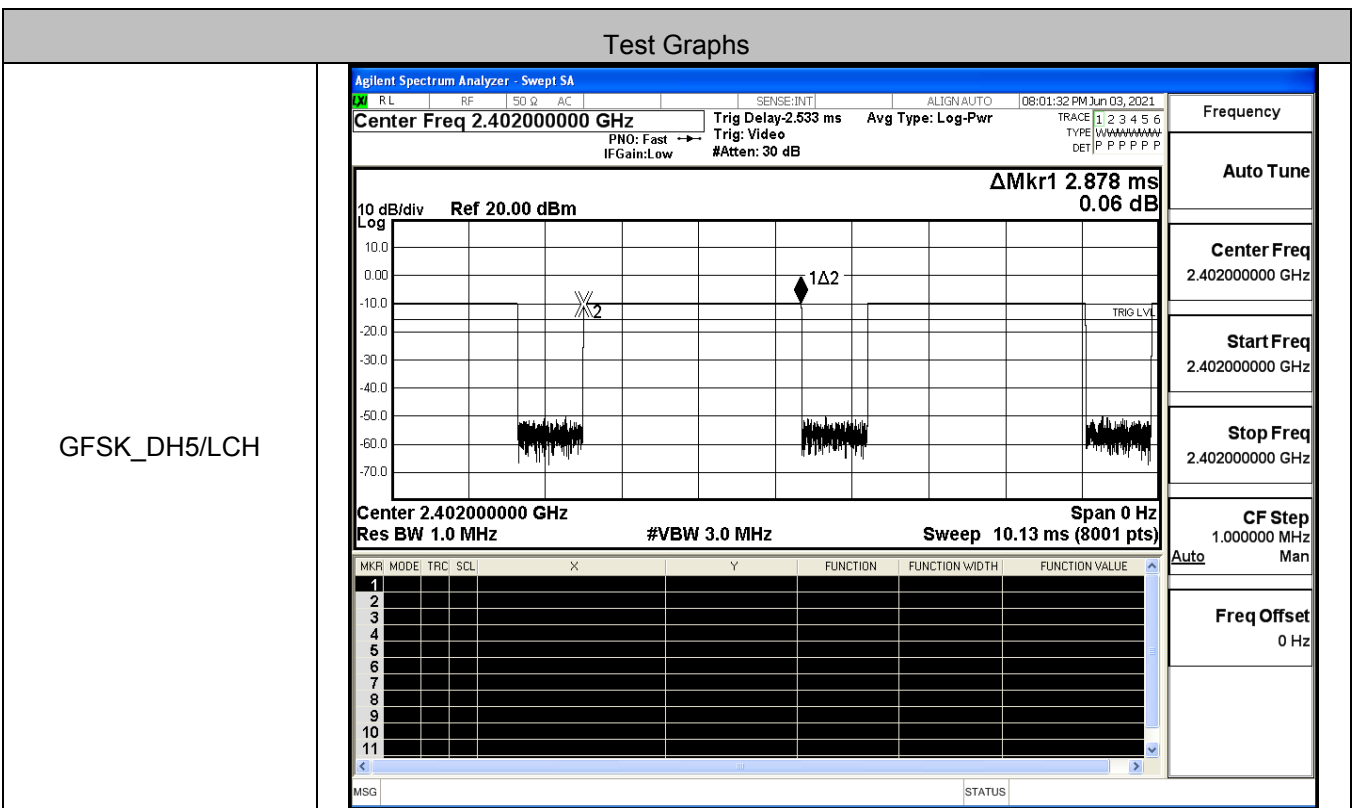 Test Graphs
GFSK_DH5/LCH
Agilent Spectrum Analyzer - Swept SA
LXI RL RF 50 Ω AC SENSE:INT ALIGN AUTO 08:01:32 PM Jun 03, 2021
Center Freq 2.402000000 GHz
PNO: Fast
IFGain:Low
Trig Delay-2.533 ms
Trig: Video
#Atten: 30 dB
Avg Type: Log-Pwr
TRACE 1 2 3 4 5 6
TYPE WWWWWW
DET P P P P P P
ΔMkr1 2.878 ms
0.06 dB
10 dB/div Ref 20.00 dBm
Log
10.0
0.00
-10.0
-20.0
-30.0
-40.0
-50.0
-60.0
-70.0
1Δ2
2
TRIG LVL
Center 2.402000000 GHz Span 0 Hz
Res BW 1.0 MHz #VBW 3.0 MHz Sweep 10.13 ms (8001 pts)
MKR MODE TRC SCL X Y FUNCTION FUNCTION WIDTH FUNCTION VALUE
1
2
3
4
5
6
7
8
9
10
11
MSG STATUS
Frequency
Auto Tune
Center Freq
2.402000000 GHz
Start Freq
2.402000000 GHz
Stop Freq
2.402000000 GHz
CF Step
1.000000 MHz
Auto Man
Freq Offset
0 Hz